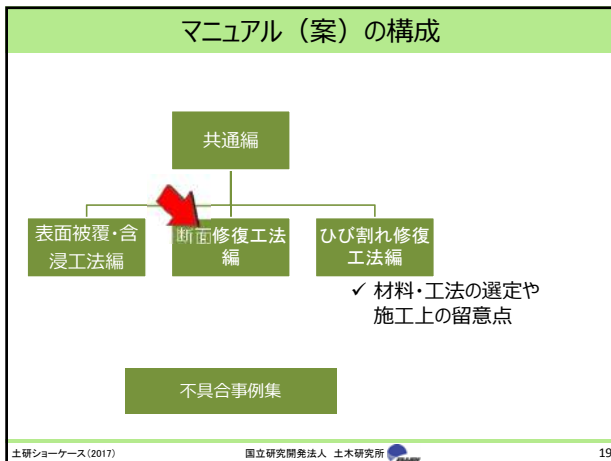 マニュアル（案）の構成
共通編
表面被覆・含
浸工法編
断面修復工法
編
ひび割れ修復
工法編
✓ 材料・工法の選定や
施工上の留意点
不具合事例集
土研ショーケース(2017)
国立研究開発法人 土木研究所
19